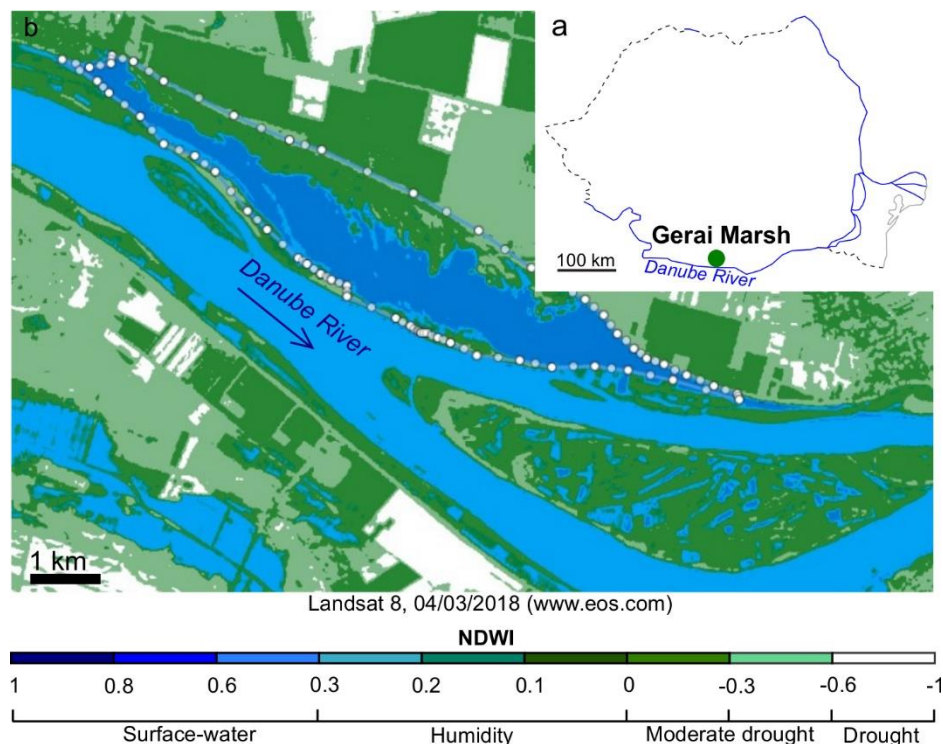 b
a
Gerai Marsh
100 km
Danube River
Danube River
1 km
Landsat 8, 04/03/2018 (www.eos.com)
NDWI
1 0.8 0.6 0.3 0.2 0.1 0 -0.3 -0.6 -1
Surface-water Humidity Moderate drought Drought